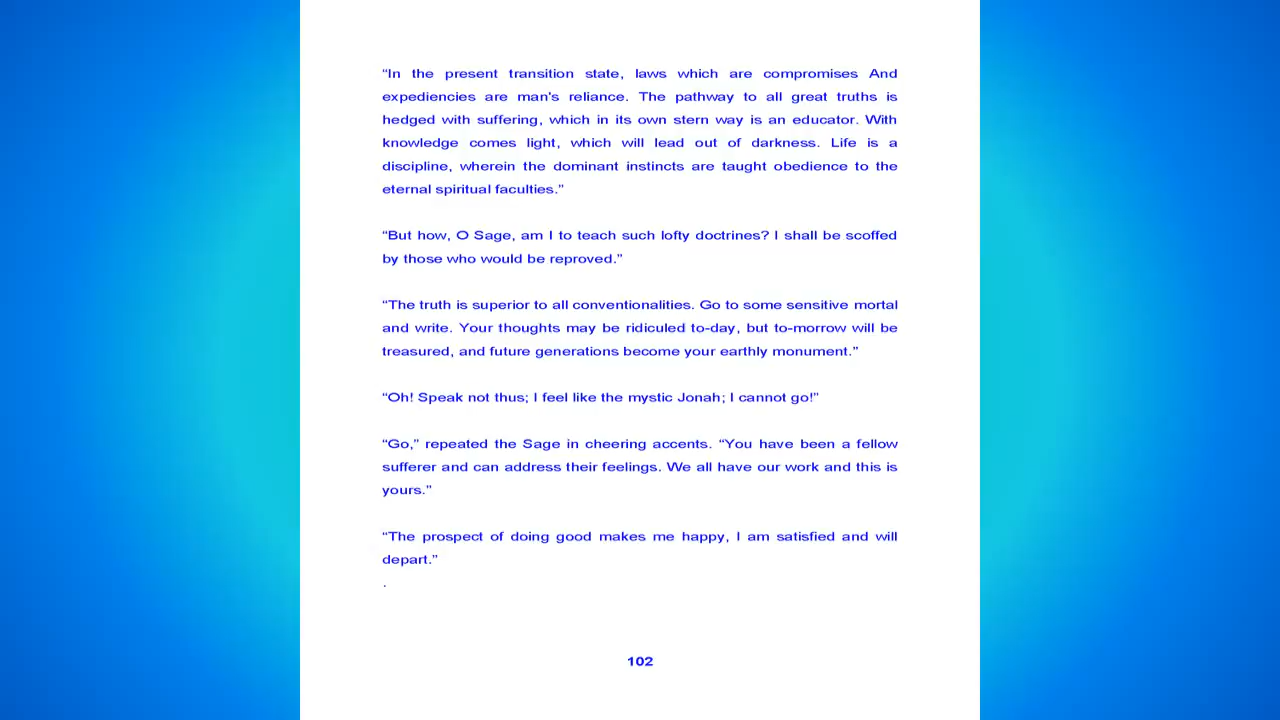 “In the present transition state, laws which are compromises And
expediencies are man's reliance. The pathway to all great truths is
hedged with suffering, which in its own stern way is an educator. With
knowledge comes light, which will lead out of darkness. Life is a
discipline, wherein the dominant instincts are taught obedience to the
eternal spiritual faculties.”
“But how, O Sage, am I to teach such lofty doctrines? I shall be scoffed
by those who would be reproved.”
“The truth is superior to all conventionalities. Go to some sensitive mortal
and write. Your thoughts may be ridiculed to-day, but to-morrow will be
treasured, and future generations become your earthly monument.”
“Oh! Speak not thus; I feel like the mystic Jonah; I cannot go!”
“Go,” repeated the Sage in cheering accents. “You have been a fellow
sufferer and can address their feelings. We all have our work and this is
yours.”
“The prospect of doing good makes me happy, I am satisfied and will
depart.”
.
102